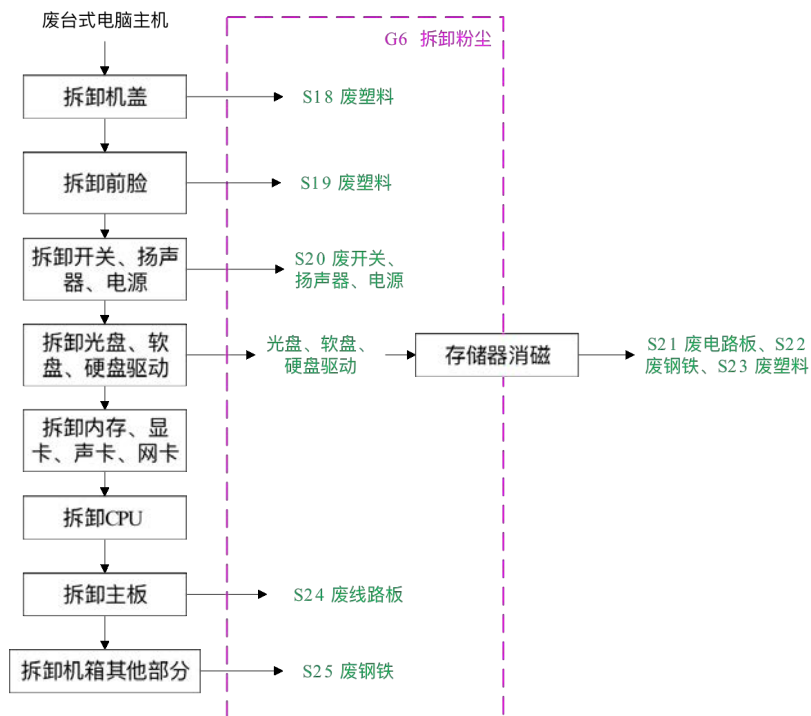 废台式电脑主机
G6 拆卸粉尘
拆卸机盖
S18 废塑料
拆卸前脸
S19 废塑料
拆卸开关、扬声
器、电源
S20 废开关、
扬声器、电源
拆卸光盘、软
盘、硬盘驱动
光盘、软盘、
硬盘驱动
存储器消磁
S21 废电路板、S22
废钢铁、S23 废塑料
拆卸内存、显
卡、声卡、网卡
拆卸CPU
拆卸主板
S24 废线路板
拆卸机箱其他部分
S25 废钢铁